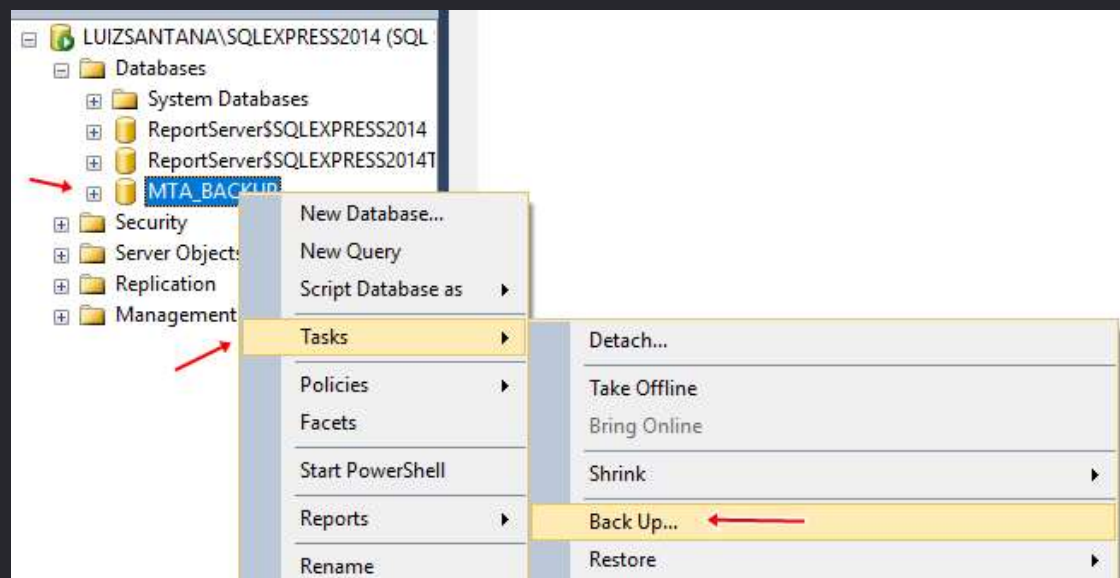 LUIZSANTANA\SQLEXPRESS2014 (SQL
Databases
System Databases
ReportServer$SQLEXPRESS2014
ReportServer$SQLEXPRESS2014T
MTA_BACKUP
Security
Server Objects
Replication
Management
New Database...
New Query
Script Database as
Tasks
Policies
Facets
Start PowerShell
Reports
Rename
Detach...
Take Offline
Bring Online
Shrink
Back Up...
Restore